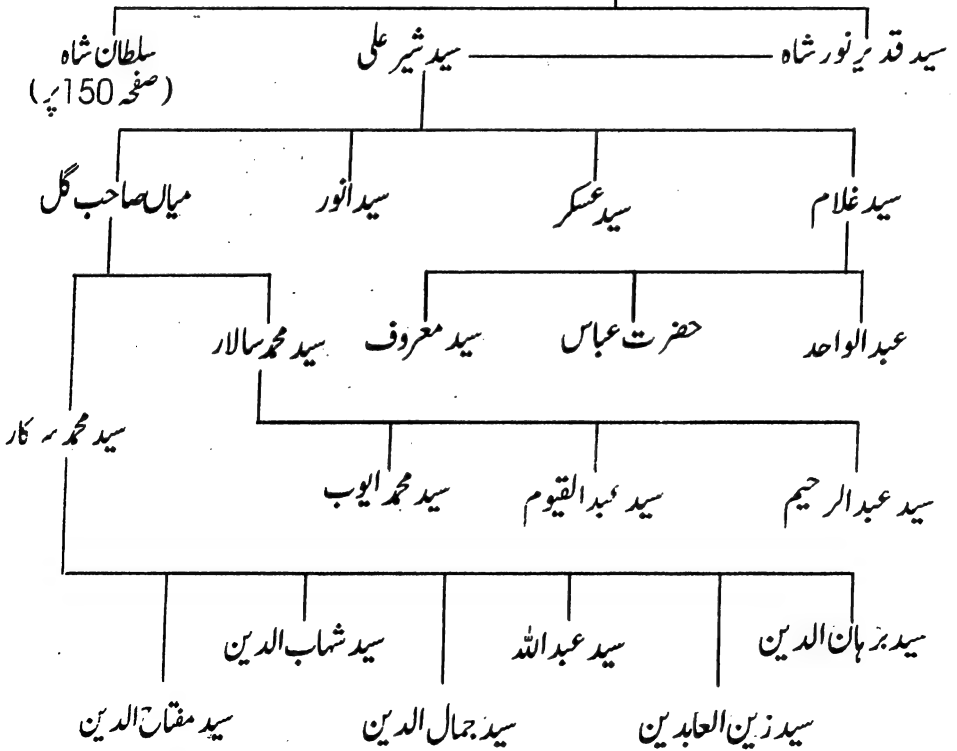 سید قدیر نور شاہ
سید شیر علی
سلطان شاہ
(صفحہ 150 پر)
سید غلام
سید عسکر
سید انور
میاں صاحب گل
عبدالواحد
حضرت عباس
سید معروف
سید محمد سالار
سید محمد سرکار
سید عبدالرحیم
سید عبدالقیوم
سید محمد ایوب
سید برہان الدین
سید عبداللہ
سید شہاب الدین
سید زین العابدین
سید جمال الدین
سید مفتاح الدین